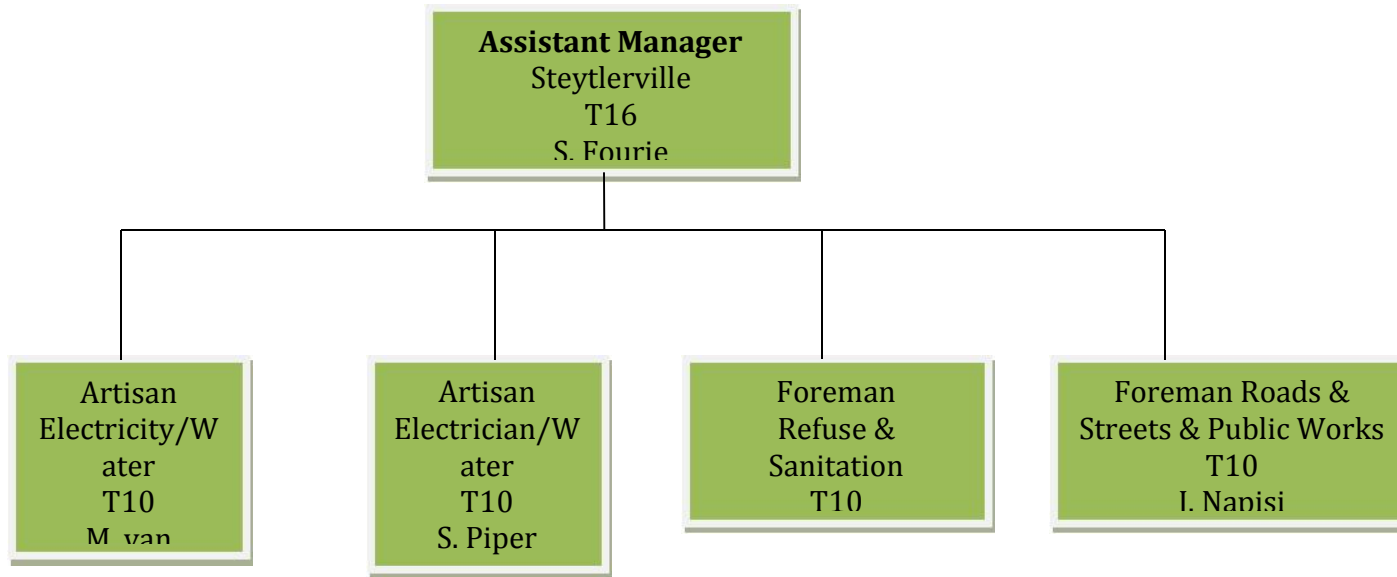 Assistant Manager
Steytlerville
T16
S. Fourie
Artisan
Electricity/W
ater
T10
M. van
Artisan
Electrician/W
ater
T10
S. Piper
Foreman
Refuse &
Sanitation
T10
Foreman Roads &
Streets & Public Works
T10
Napisi